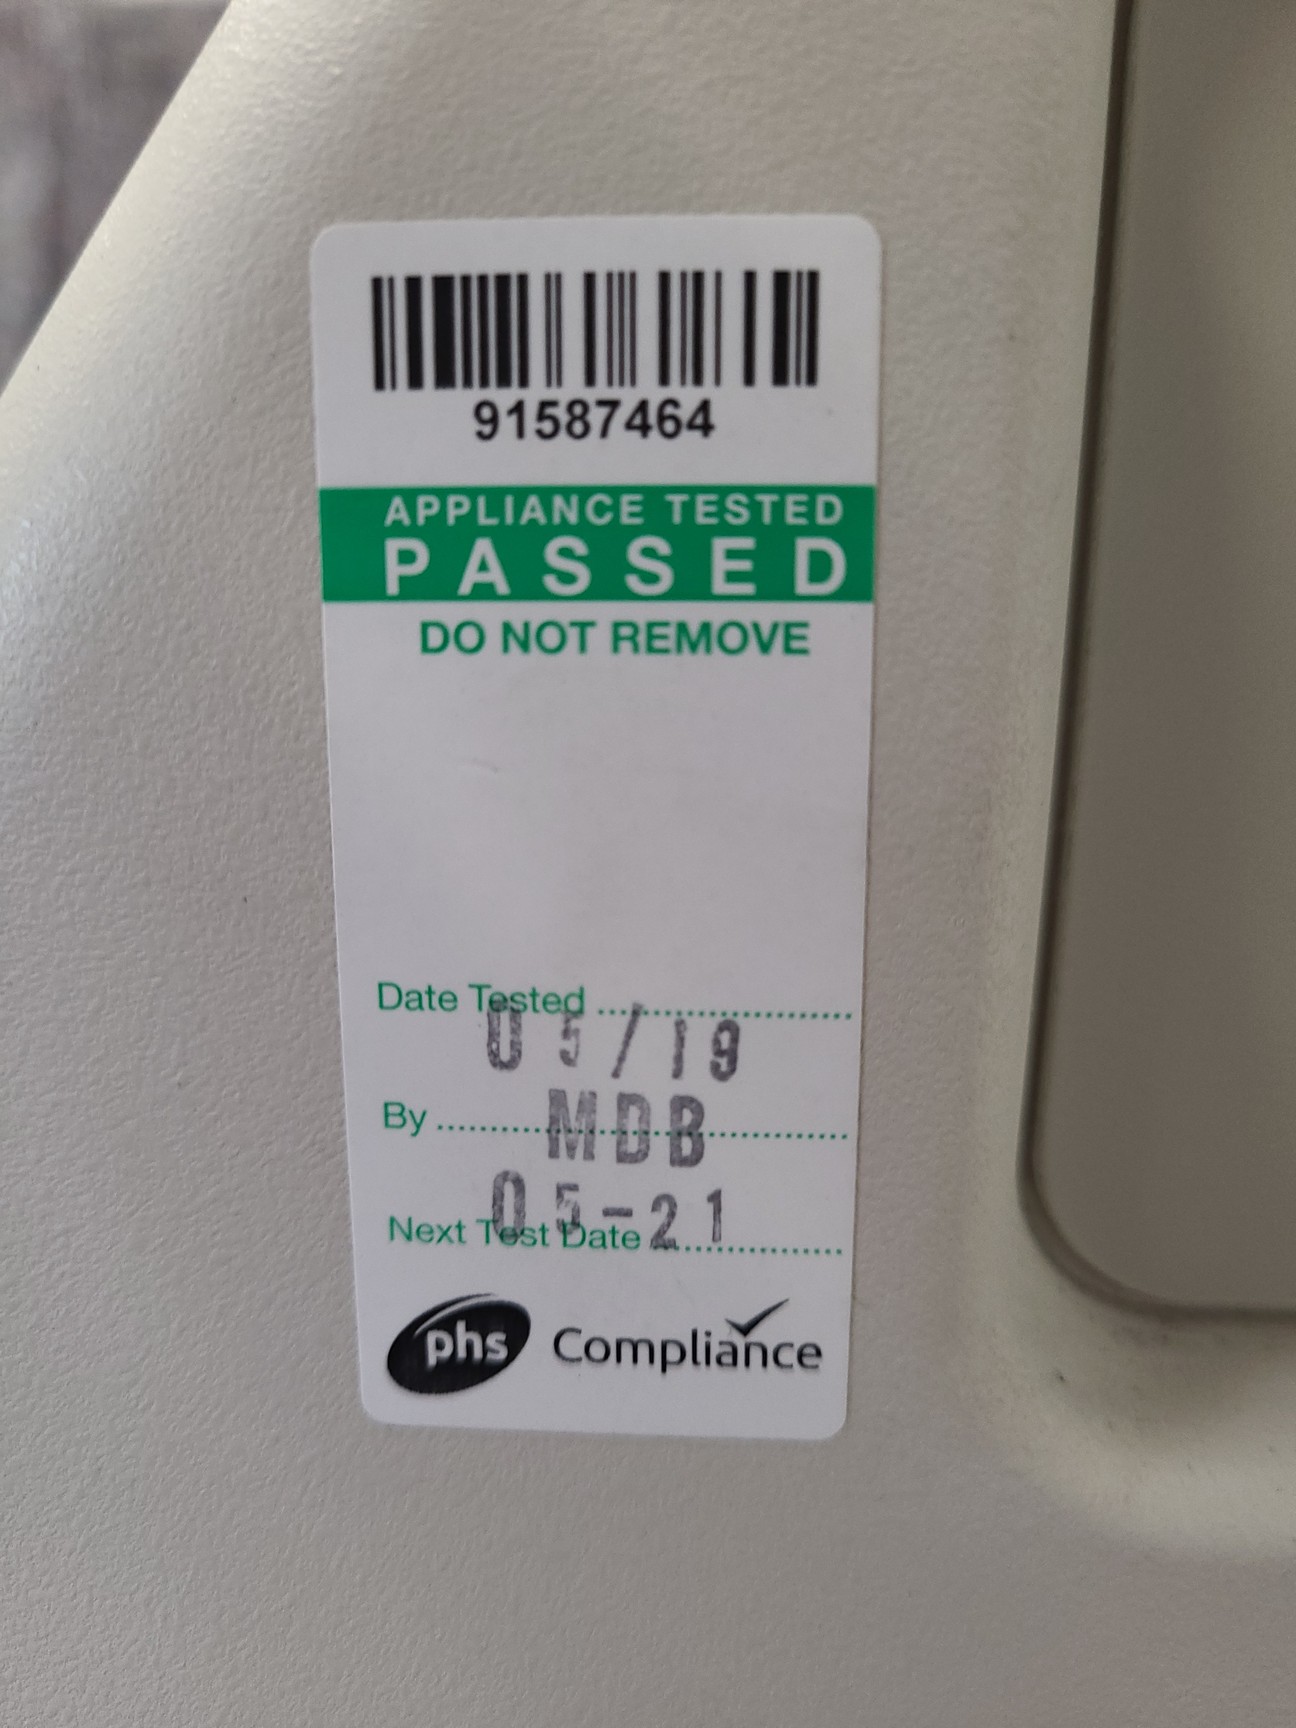 91587464
APPLIANCE TESTED
PASSED
DO NOT REMOVE
Date Tested
05/19
By MDB
05-21
Next Test Date
phs Compliance